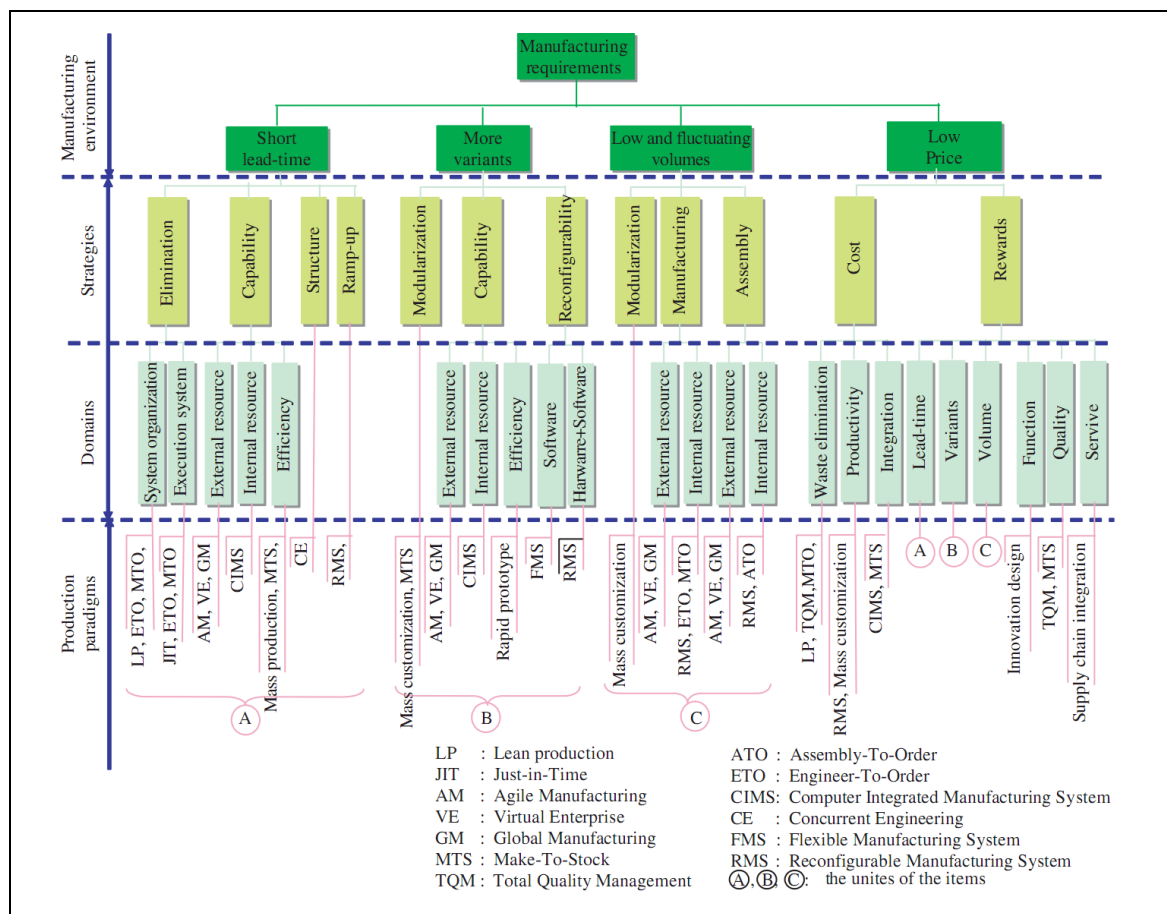 Manufacturing
requirements
Manufacturing
environment
Short
lead-time
More
variants
Low and fluctuating
volumes
Low
Price
Strategies
Elimination
Capability
Structure
Ramp-up
Modularization
Capability
Reconfigurability
Modularization
Manufacturing
Assembly
Cost
Rewards
Domains
System organization
Execution system
External resource
Internal resource
Efficiency
External resource
Internal resource
Efficiency
Software
Harware+Software
External resource
Internal resource
External resource
Internal resource
Waste elimination
Productivity
Integration
Lead-time
Variants
Volume
Function
Quality
Servive
Production
paradigms
LP, ETO, MTO,
JIT, ETO, MTO
AM, VE, GM
CIMS
Mass production, MTS,
CE
RMS,
Mass customization, MTS
AM, VE, GM
CIMS
Rapid prototype
FMS
RMS
Mass customization
AM, VE, GM
RMS, ETO, MTO
AM, VE, GM
RMS, ATO
LP, TQM,MTO,
RMS, Mass customization
CIMS, MTS
A
B
C
Innovation design
TQM, MTS
Supply chain integration
A
B
C
LP : Lean production
JIT : Just-in-Time
AM : Agile Manufacturing
VE : Virtual Enterprise
GM : Global Manufacturing
MTS : Make-To-Stock
TQM : Total Quality Management
ATO : Assembly-To-Order
ETO : Engineer-To-Order
CIMS: Computer Integrated Manufacturing System
CE : Concurrent Engineering
FMS : Flexible Manufacturing System
RMS : Reconfigurable Manufacturing System
A, B, C: the unites of the items